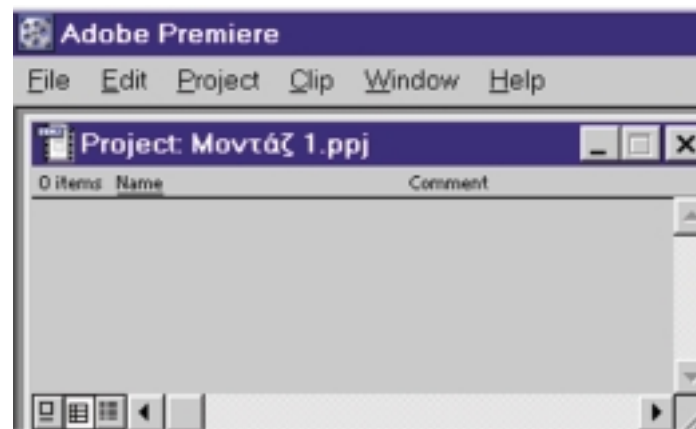 Adobe Premiere
File Edit Project Clip Window Help
Project: Μοντάζ 1.ppj
0 items Name Comment